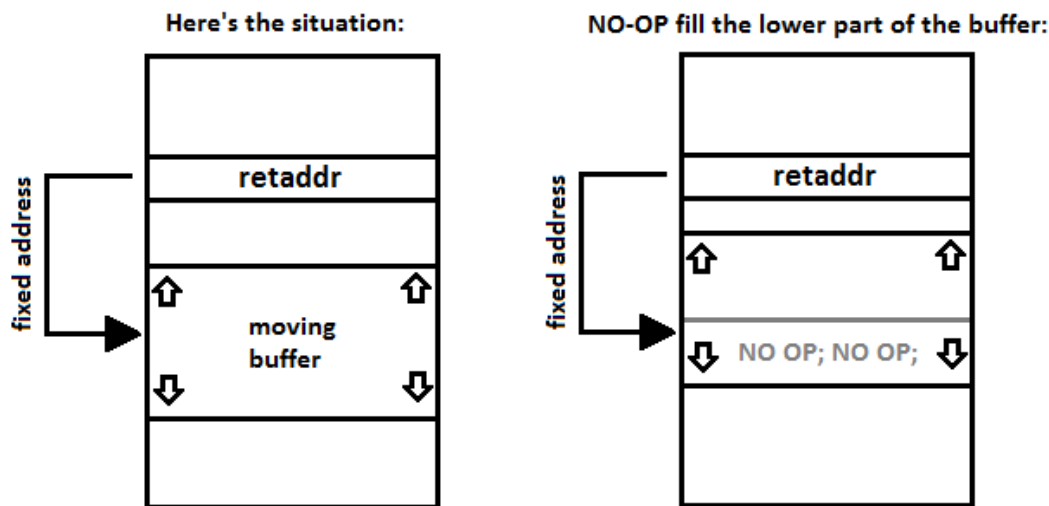 Here's the situation:
retaddr
fixed address
moving
buffer
NO-OP fill the lower part of the buffer:
retaddr
fixed address
NO OP; NO OP;